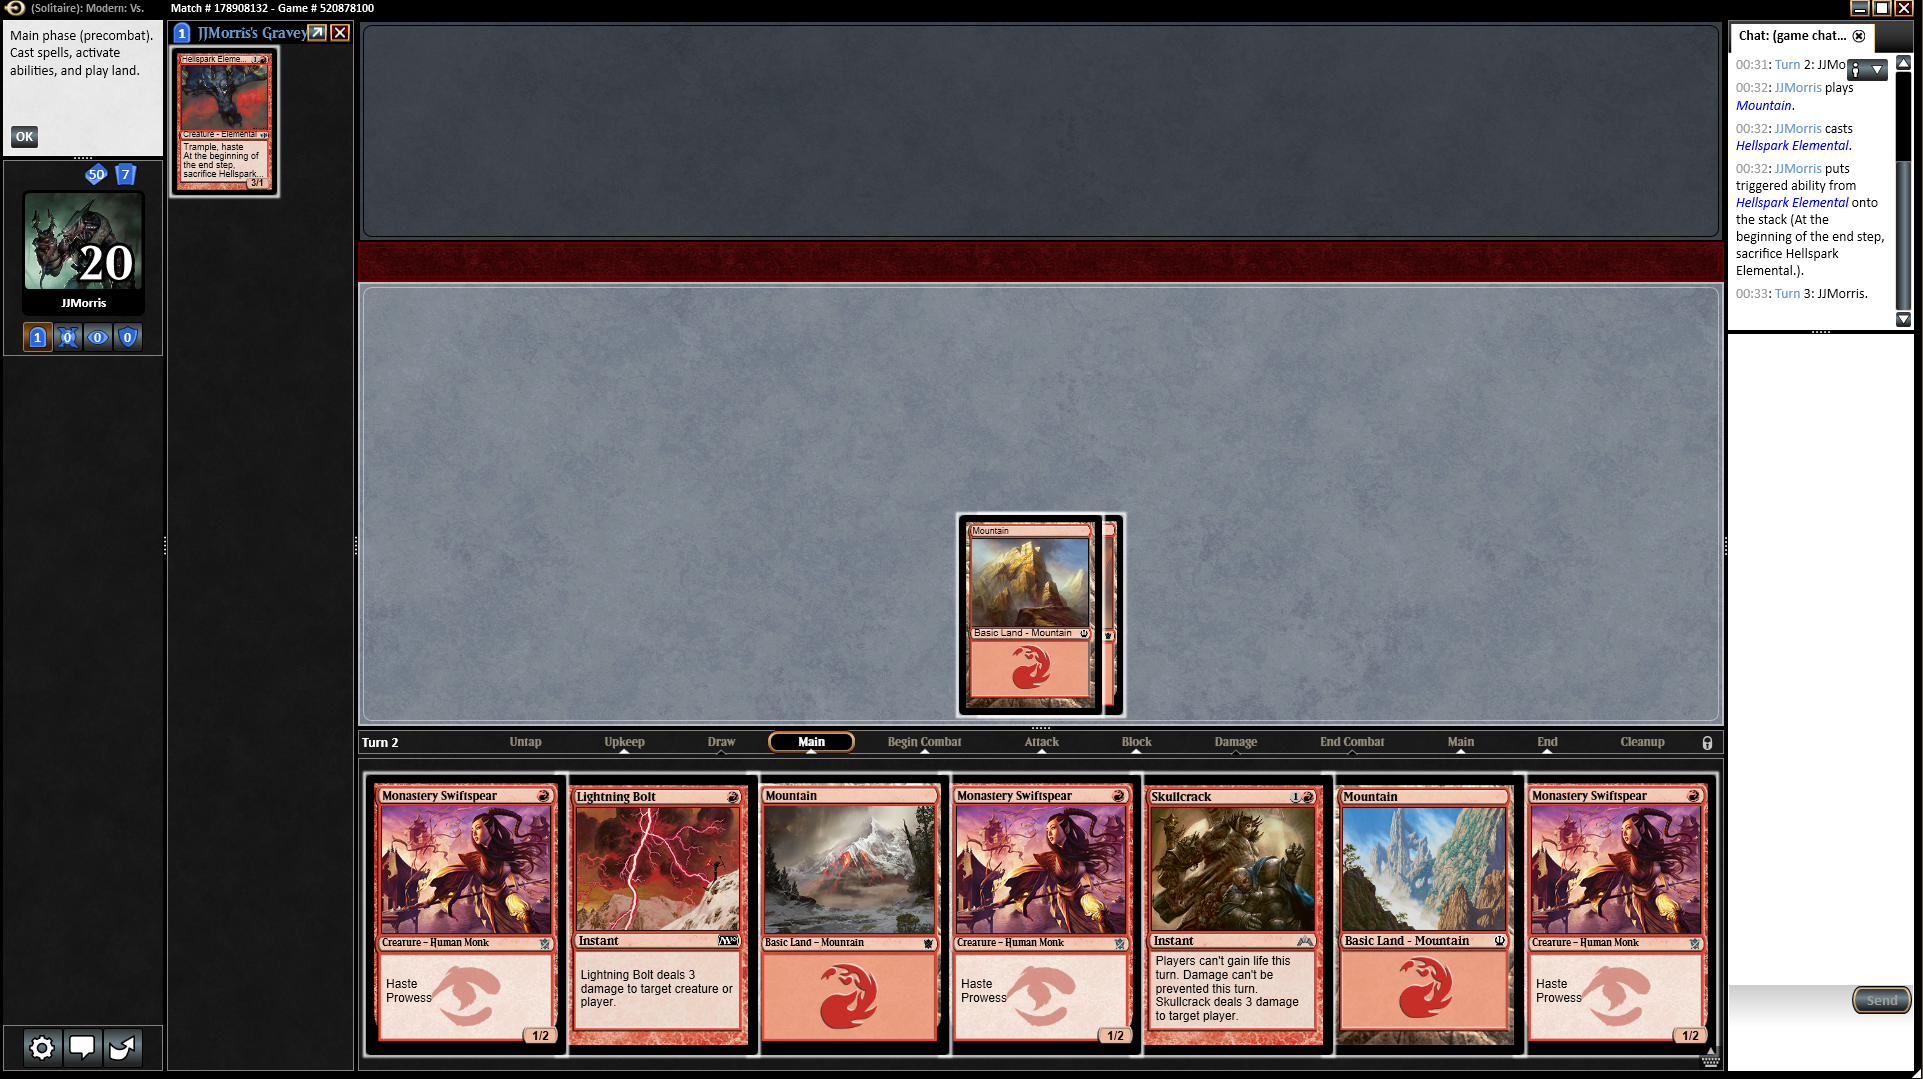 (Solitaire): Modern: Vs.
Match # 178908132 - Game # 520878100
Main phase (precombat).
Cast spells, activate
abilities, and play land.
OK
50
7
20
JJMorris
1
0
0
0
1
JJMorris's Gravey
Hellspark Eleme...
Creature - Elemental
Trample, haste
At the beginning of
the end step,
sacrifice Hellspark...
3/1
Mountain
Basic Land - Mountain
Turn 2
Untap
Upkeep
Draw
Main
Begin Combat
Attack
Block
Damage
End Combat
Main
End
Cleanup
Monastery Swiftspear
Creature - Human Monk
Haste
Prowess
1/2
Lightning Bolt
Instant
Lightning Bolt deals 3
damage to target creature or
player.
Mountain
Basic Land - Mountain
Monastery Swiftspear
Creature - Human Monk
Haste
Prowess
1/2
Skullcrack
1
Instant
Players can't gain life this
turn. Damage can't be
prevented this turn.
Skullcrack deals 3 damage
to target player.
Mountain
Basic Land - Mountain
Monastery Swiftspear
Creature - Human Monk
Haste
Prowess
1/2
Chat: (game chat...
00:31: Turn 2: JJMo
00:32: JJMorris plays
Mountain.
00:32: JJMorris casts
Hellspark Elemental.
00:32: JJMorris puts
triggered ability from
Hellspark Elemental onto
the stack (At the
beginning of the end step,
sacrifice Hellspark
Elemental.).
00:33: Turn 3: JJMorris.
Send